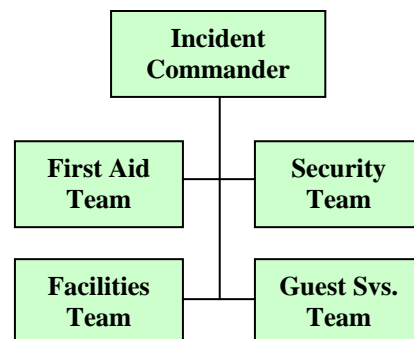 Incident
Commander
First Aid
Team
Security
Team
Facilities
Team
Guest Svs.
Team